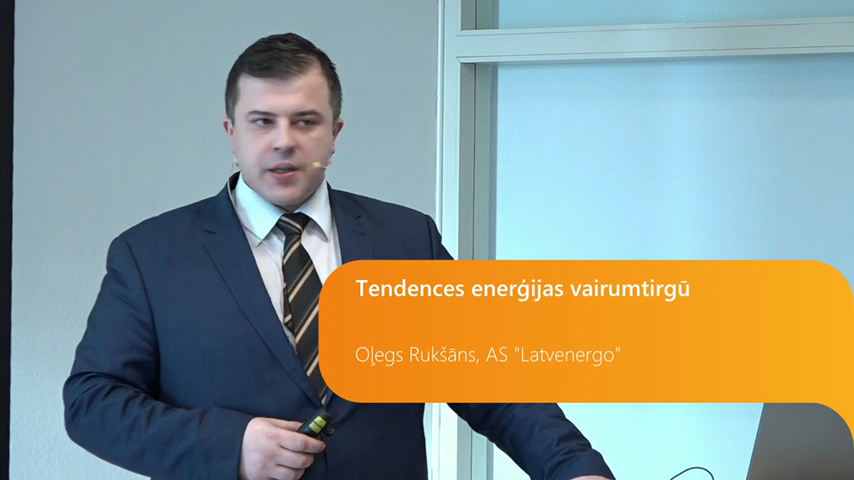 Tendences enerģijas vairumtirgū
Oļegs Rukšāns, AS "Latvenergo"